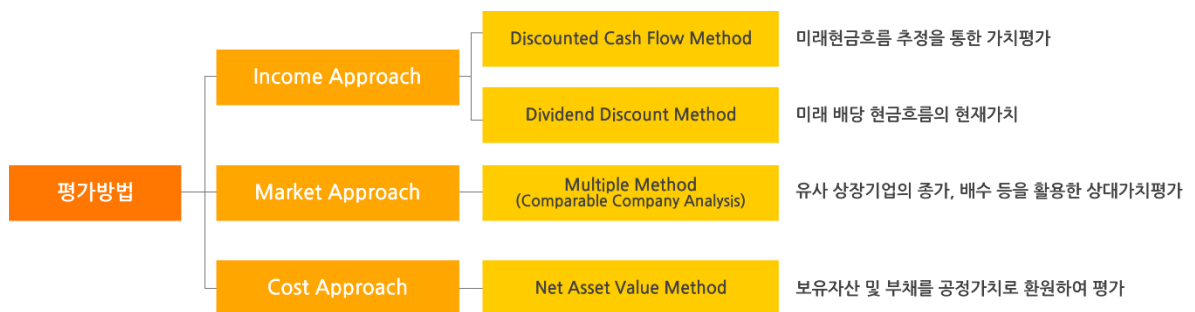 평가방법
Income Approach
Discounted Cash Flow Method
미래현금흐름 추정을 통한 가치평가
Dividend Discount Method
미래 배당 현금흐름의 현재가치
Market Approach
Multiple Method
(Comparable Company Analysis)
유사 상장기업의 종가, 배수 등을 활용한 상대가치평가
Cost Approach
Net Asset Value Method
보유자산 및 부채를 공정가치로 환원하여 평가